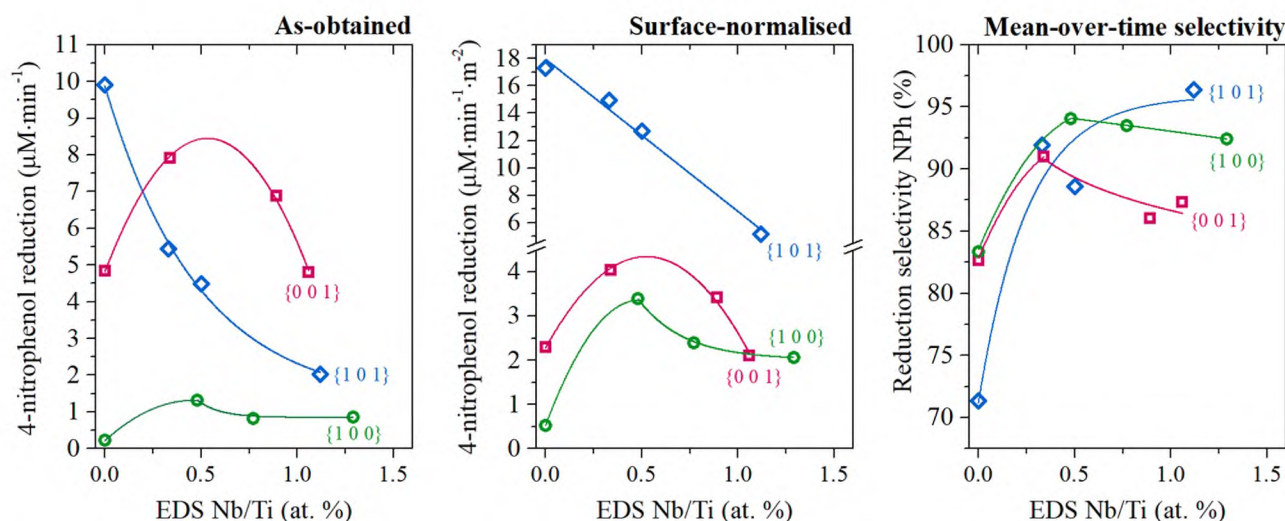 As-obtained
4-nitrophenol reduction (µM·min⁻¹)
11
10
9
8
7
6
5
4
3
2
1
0
{0 0 1}
{1 0 1}
{1 0 0}
0.0
0.5
1.0
1.5
EDS Nb/Ti (at. %)
Surface-normalised
4-nitrophenol reduction (µM·min⁻¹·m⁻²)
18
16
14
12
10
8
6
4
3
2
1
0
{1 0 1}
{1 0 0}
{0 0 1}
0.0
0.5
1.0
1.5
EDS Nb/Ti (at. %)
Mean-over-time selectivity
Reduction selectivity NPh (%)
100
95
90
85
80
75
70
{1 0 1}
{1 0 0}
{0 0 1}
0.0
0.5
1.0
1.5
EDS Nb/Ti (at. %)